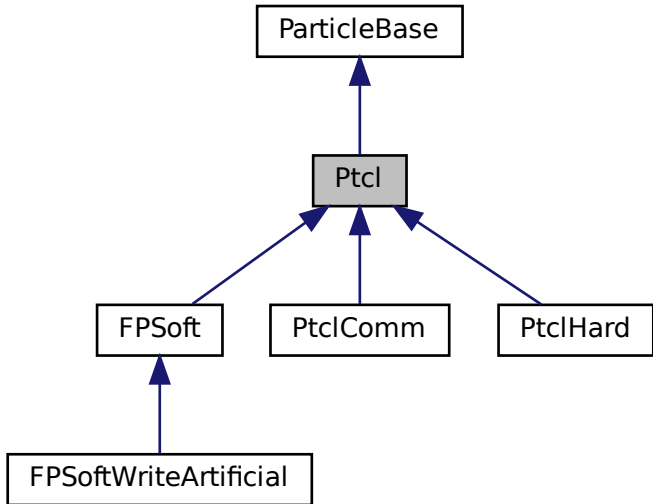 ParticleBase
Ptcl
FPSoft
PtclComm
PtclHard
FPSoftWriteArtificial